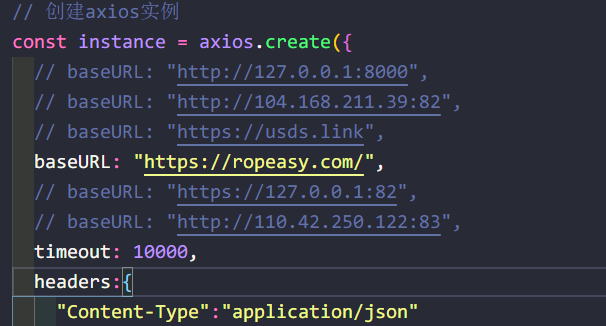 // 创建axios实例
const instance = axios.create({
// baseURL: "http://127.0.0.1:8000",
// baseURL: "http://104.168.211.39:82",
// baseURL: "https://usds.link",
baseURL: "https://ropeasy.com/",
// baseURL: "https://127.0.0.1:82",
// baseURL: "http://110.42.250.122:83",
timeout: 10000,
headers:{
"Content-Type":"application/json"